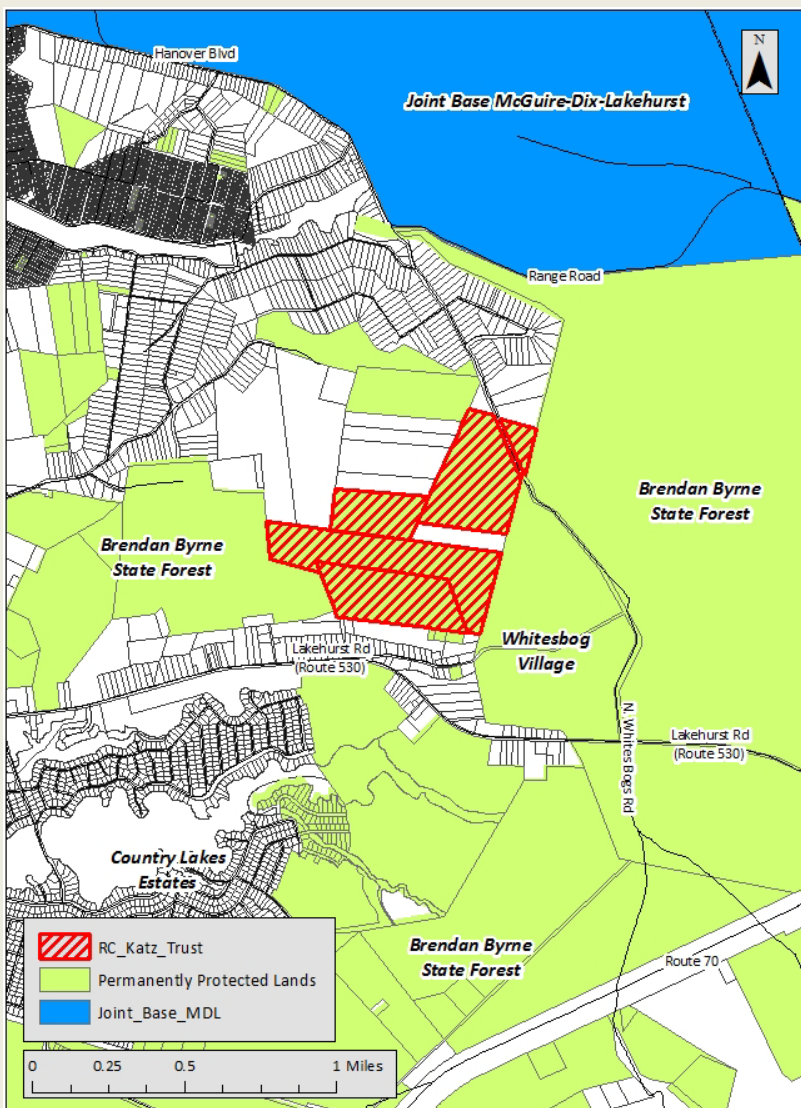 Hanover Blvd
N
Joint Base McGuire-Dix-Lakehurst
Range Road
Brendan Byrne
State Forest
Brendan Byrne
State Forest
Whitesbog
Village
Lakehurst Rd
(Route 530)
N. Whites Bogs Rd
Lakehurst Rd
(Route 530)
Country Lakes
Estates
Brendan Byrne
State Forest
Route 70
RC_Katz_Trust
Permanently Protected Lands
Joint_Base_MDL
0 0.25 0.5 1 Miles